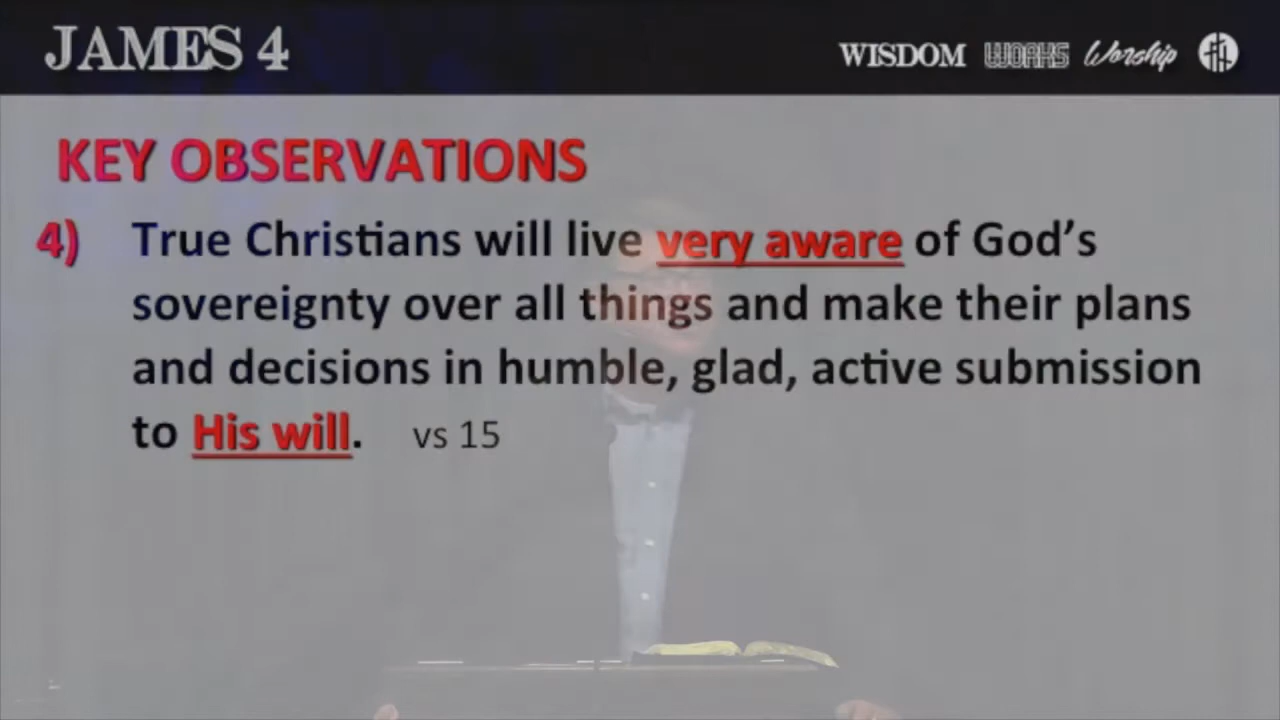 JAMES 4
WISDOM WORKS Worship
KEY OBSERVATIONS
4) True Christians will live very aware of God's
sovereignty over all things and make their plans
and decisions in humble, glad, active submission
to His will. vs 15